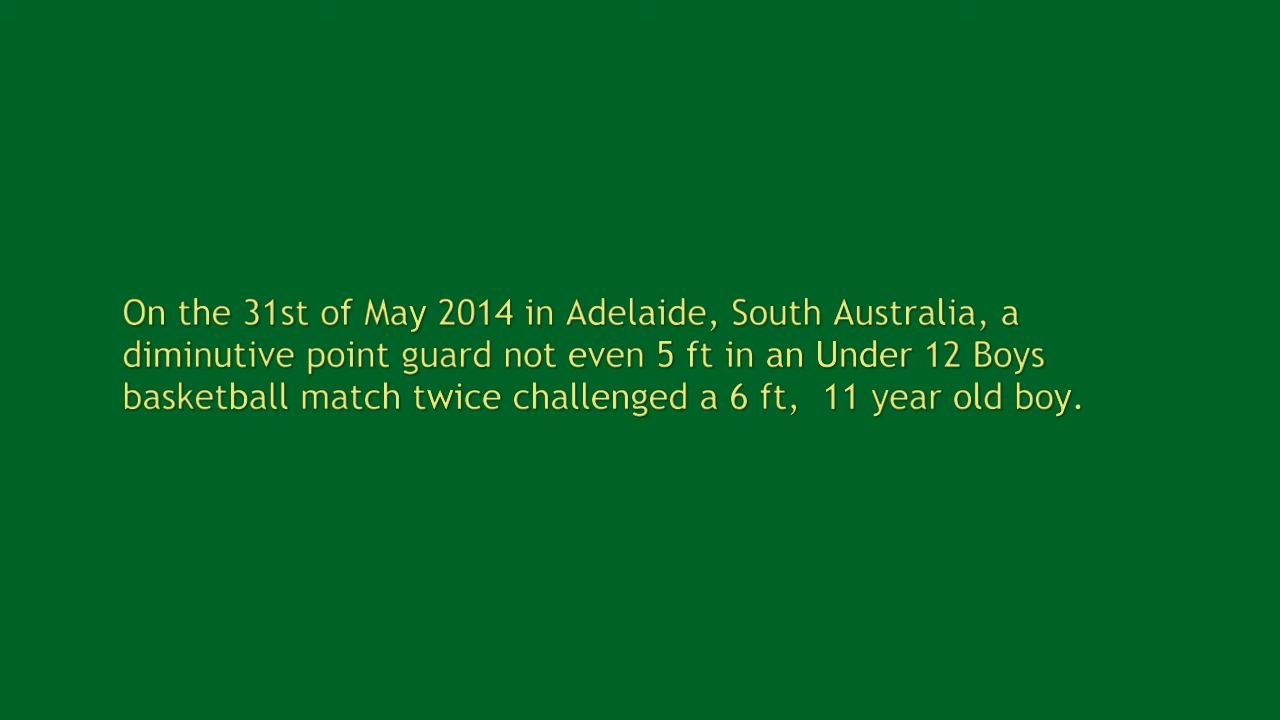 On the 31st of May 2014 in Adelaide, South Australia, a
diminutive point guard not even 5 ft in an Under 12 Boys
basketball match twice challenged a 6 ft,  11 year old boy.